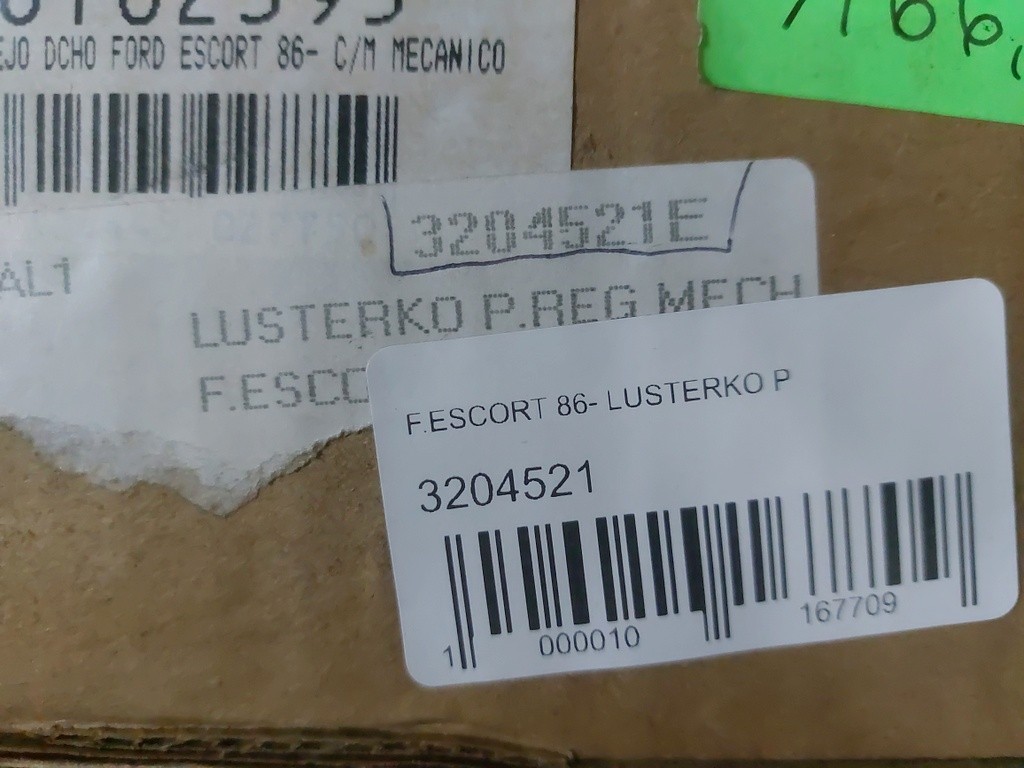 EJO DCHO FORD ESCORT 86- C/M MECANICO
3204521E
AL1
LUSTERKO P.REG.MECH
F.ESCO
F.ESCORT 86- LUSTERKO P
3204521
1 000010 167709